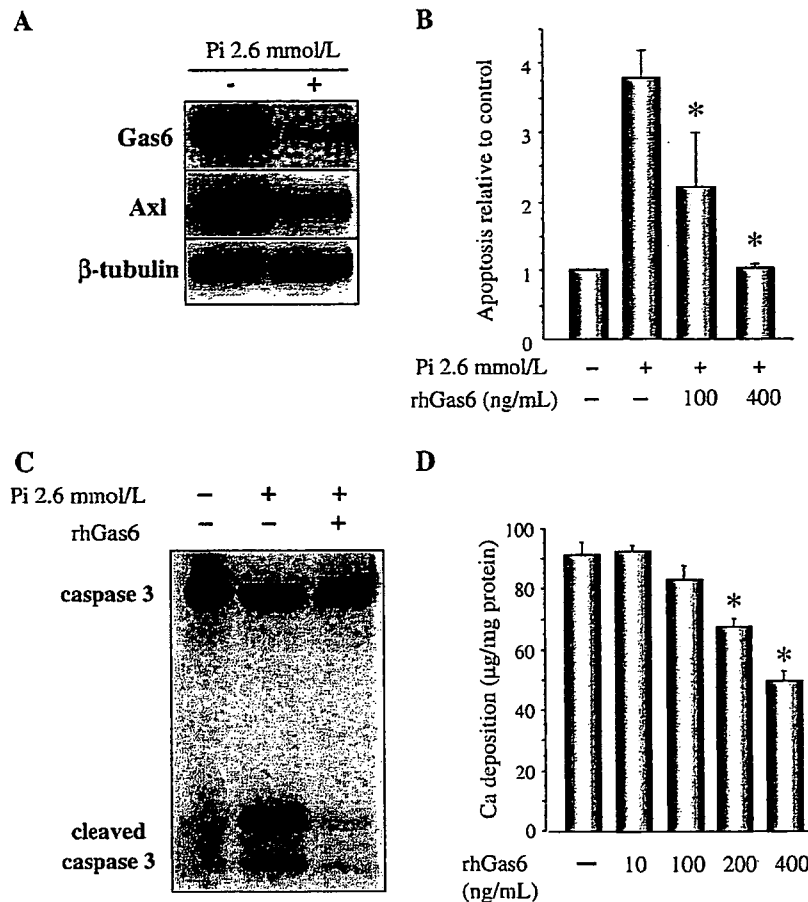 A
Pi 2.6 mmol/L
- +
Gas6
Axl
β-tubulin
B
Apoptosis relative to control
4
3
2
1
0
*
*
Pi 2.6 mmol/L − + + +
rhGas6 (ng/mL) − − 100 400
C
Pi 2.6 mmol/L − + +
rhGas6 − − +
caspase 3
cleaved
caspase 3
D
Ca deposition (µg/mg protein)
100
80
60
40
20
0
*
*
rhGas6 — 10 100 200 400
(ng/mL)